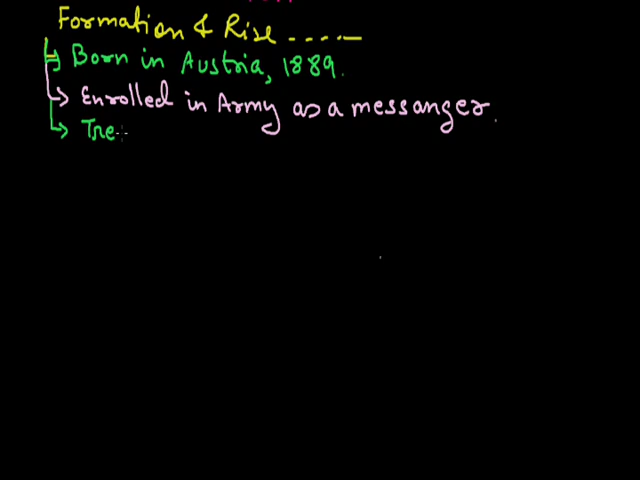 Formation & Rise ....—
Born in Austria, 1889.
Enrolled in Army as a messanger.
Tre